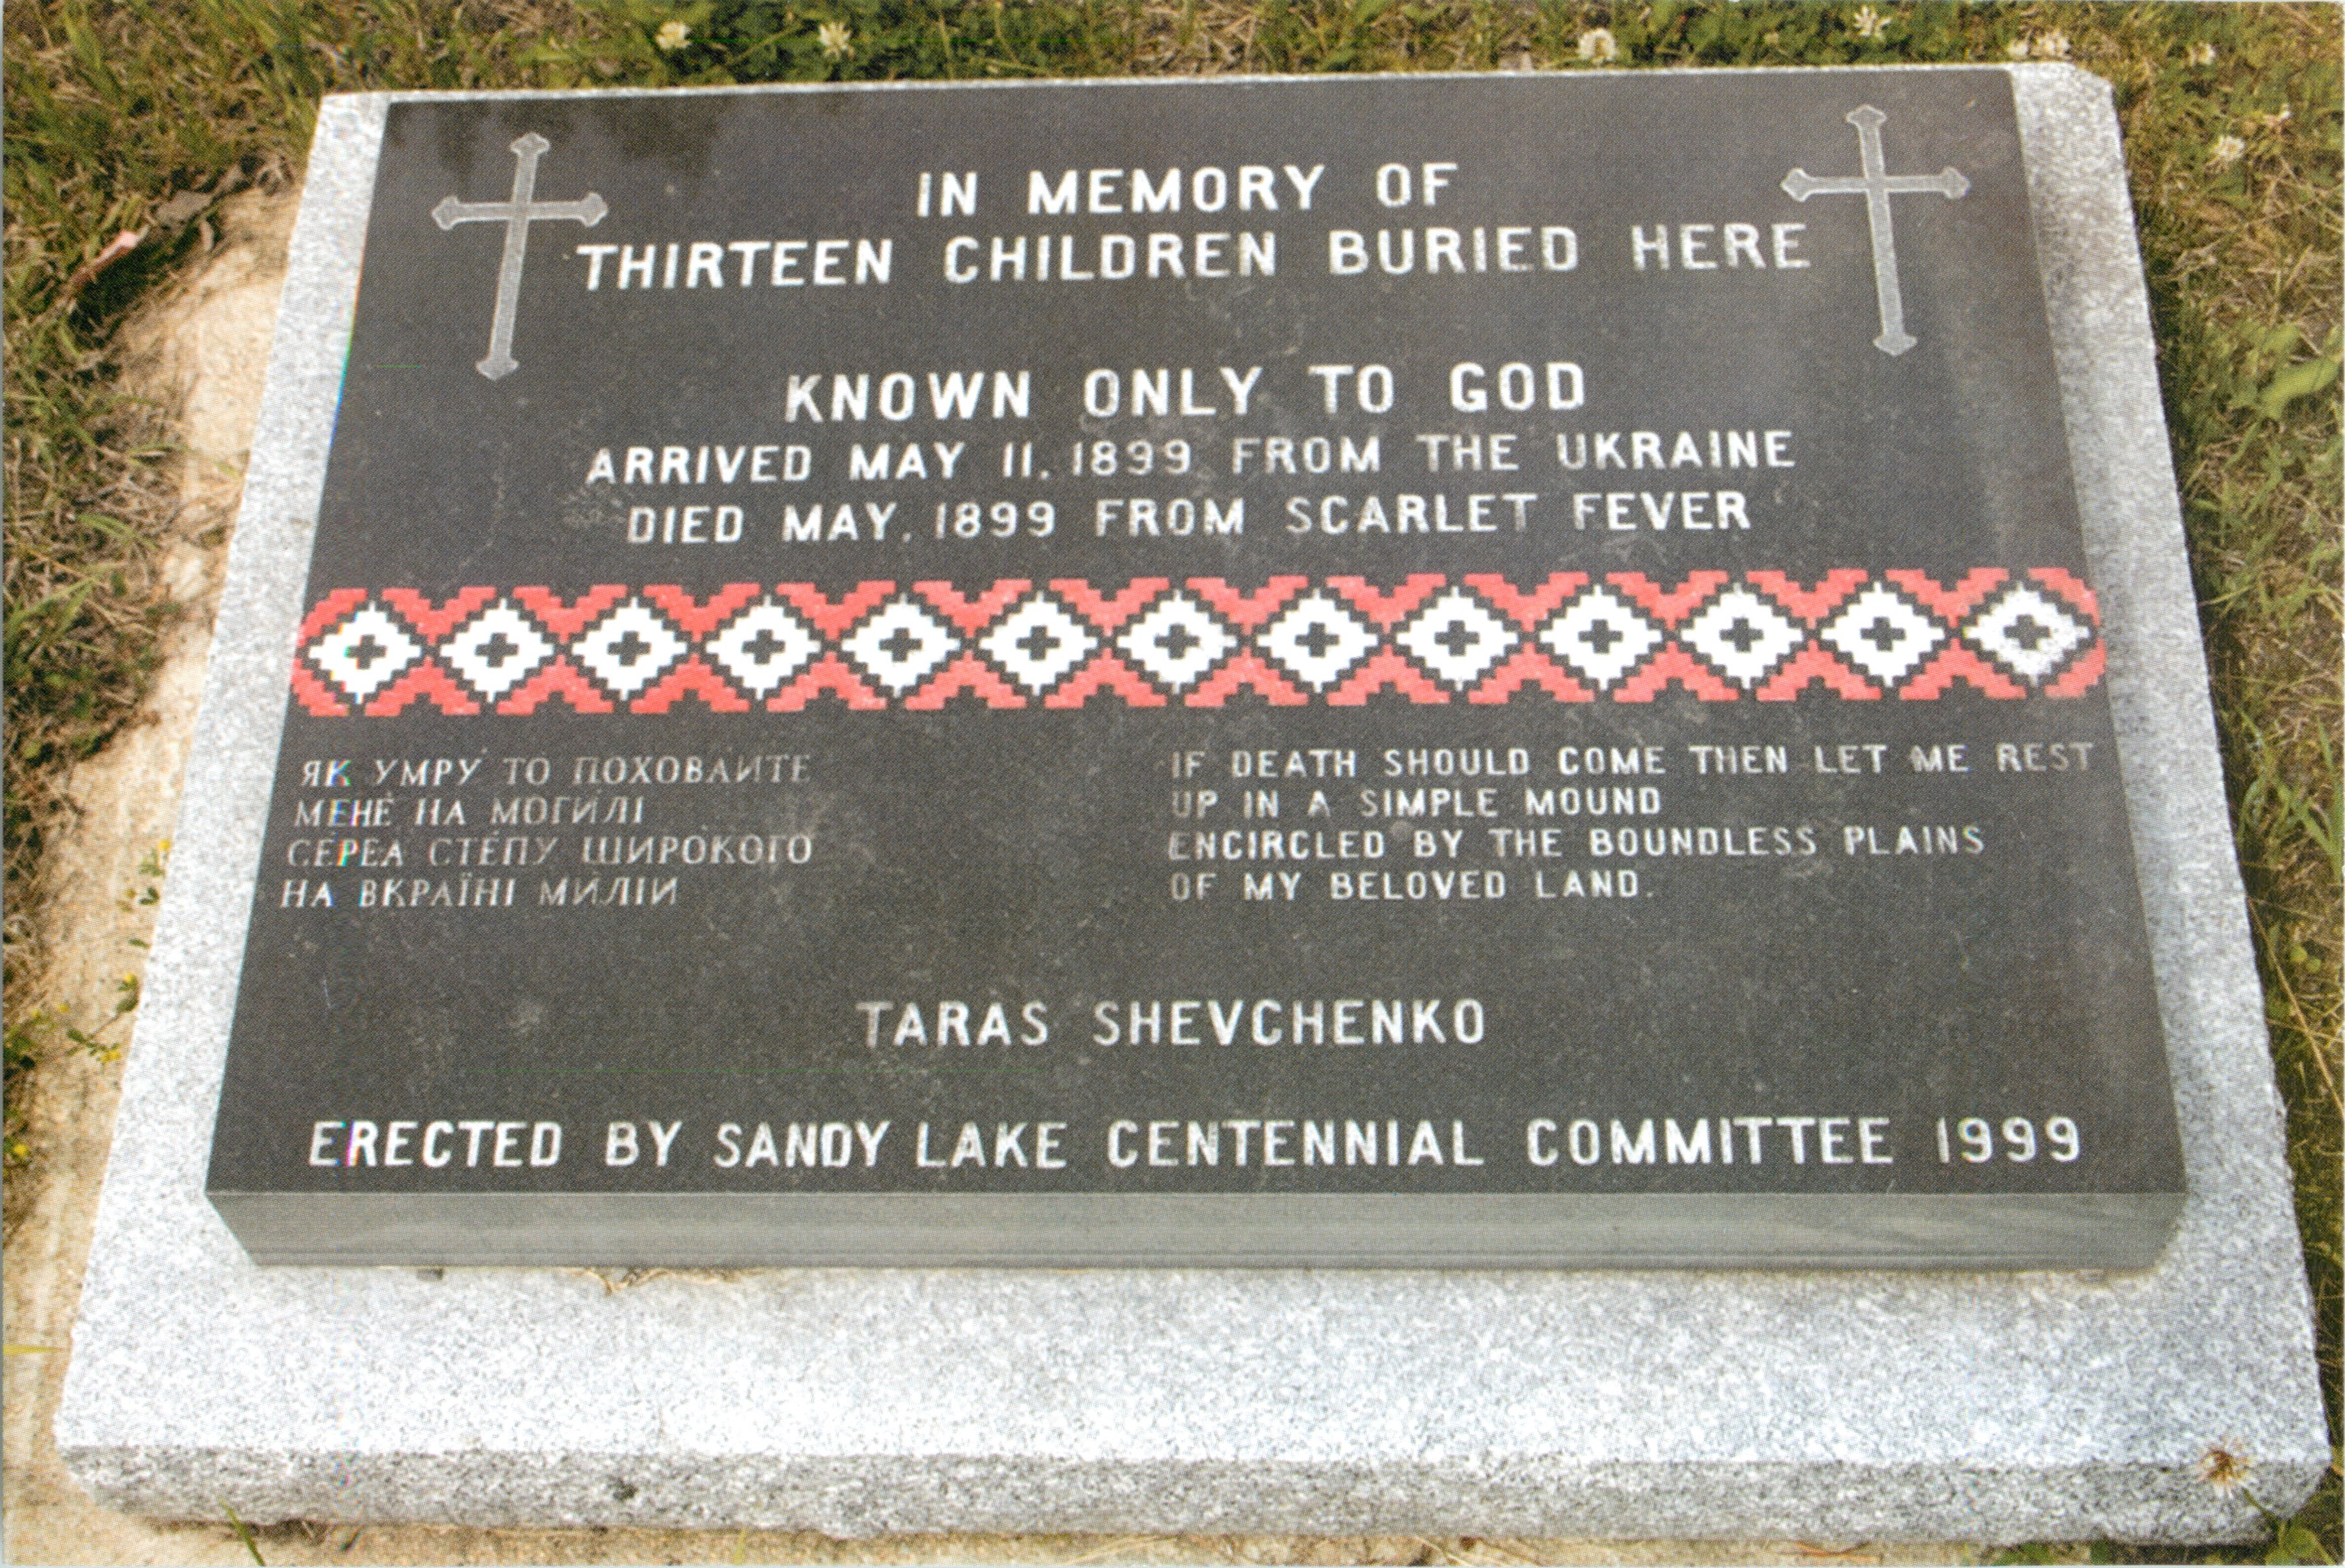 IN MEMORY OF
THIRTEEN CHILDREN BURIED HERE
KNOWN ONLY TO GOD
ARRIVED MAY 11, 1899 FROM THE UKRAINE
DIED MAY, 1899 FROM SCARLET FEVER
ЯК УМРУ ТО ПОХОВАИТЕ
МЕНЕ НА МОГИЛІ
СЕРЕА СТЕПУ ШИРОКОГО
НА ВКРАЇНІ МИЛІИ
IF DEATH SHOULD COME THEN LET ME REST
UP IN A SIMPLE MOUND
ENCIRCLED BY THE BOUNDLESS PLAINS
OF MY BELOVED LAND.
TARAS SHEVCHENKO
ERECTED BY SANDY LAKE CENTENNIAL COMMITTEE 1999